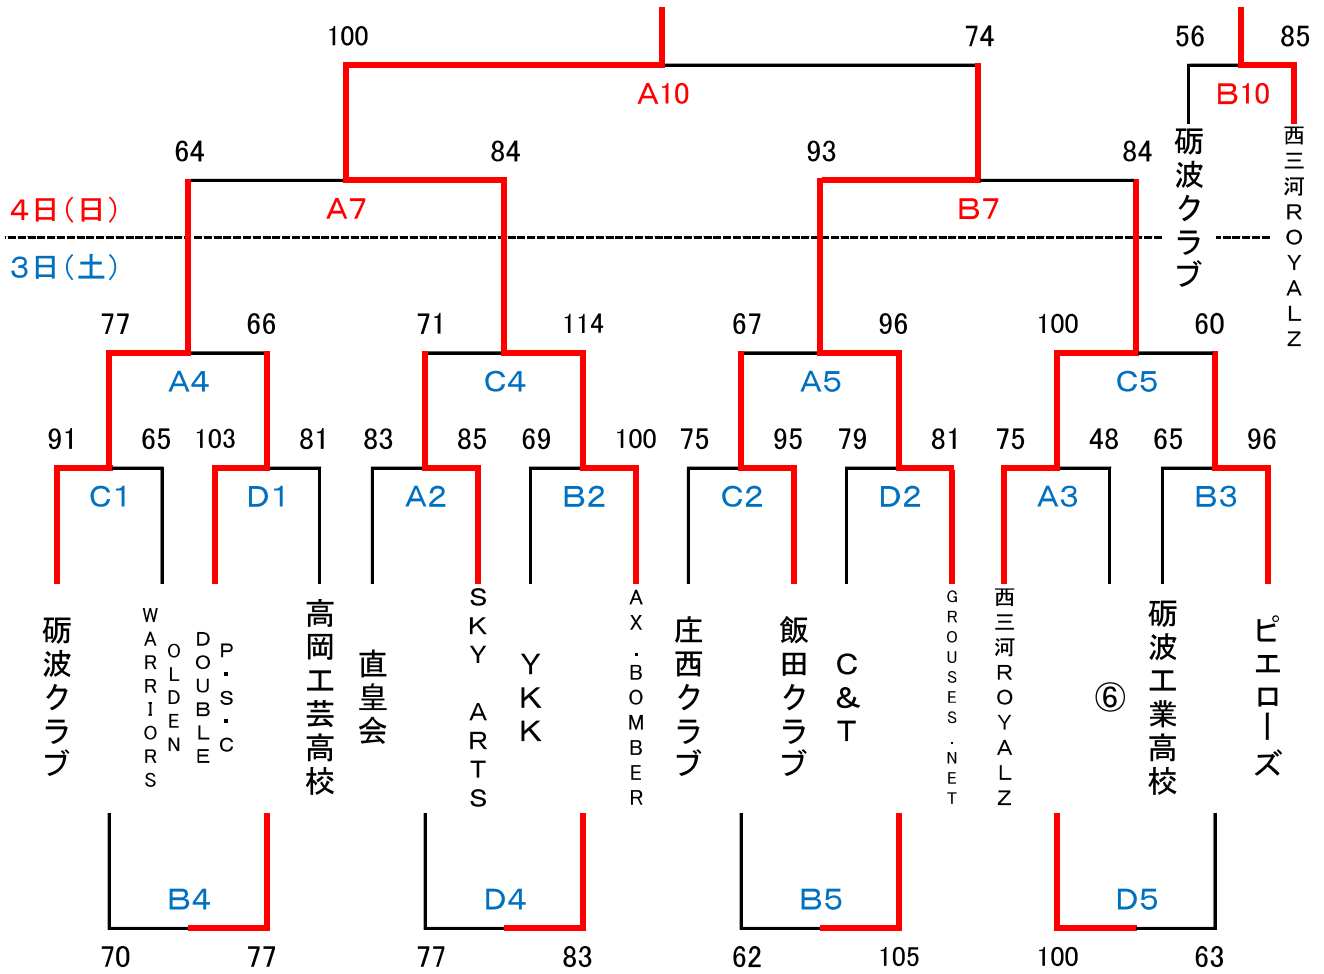 100 74 56 85
A10 B10
64 84 93 84
4日(日) A7 B7
3日(土)
砺波クラブ
西三河ROYALZ
77 66 71 114 67 96 100 60
A4 C4 A5 C5
91 65 103 81 83 85 69 100 75 95 79 81 75 48 65 96
C1 D1 A2 B2 C2 D2 A3 B3
砺波クラブ
OLDEN
WARRIORS
P.S.C
DOUBLE
高岡工芸高校
直皇会
SKY ARTS
YKK
AX.BOMBER
庄西クラブ
飯田クラブ
C&T
GROUSES.NET
西三河ROYALZ
⑥
砺波工業高校
ピエローズ
B4 D4 B5 D5
70 77 77 83 62 105 100 63